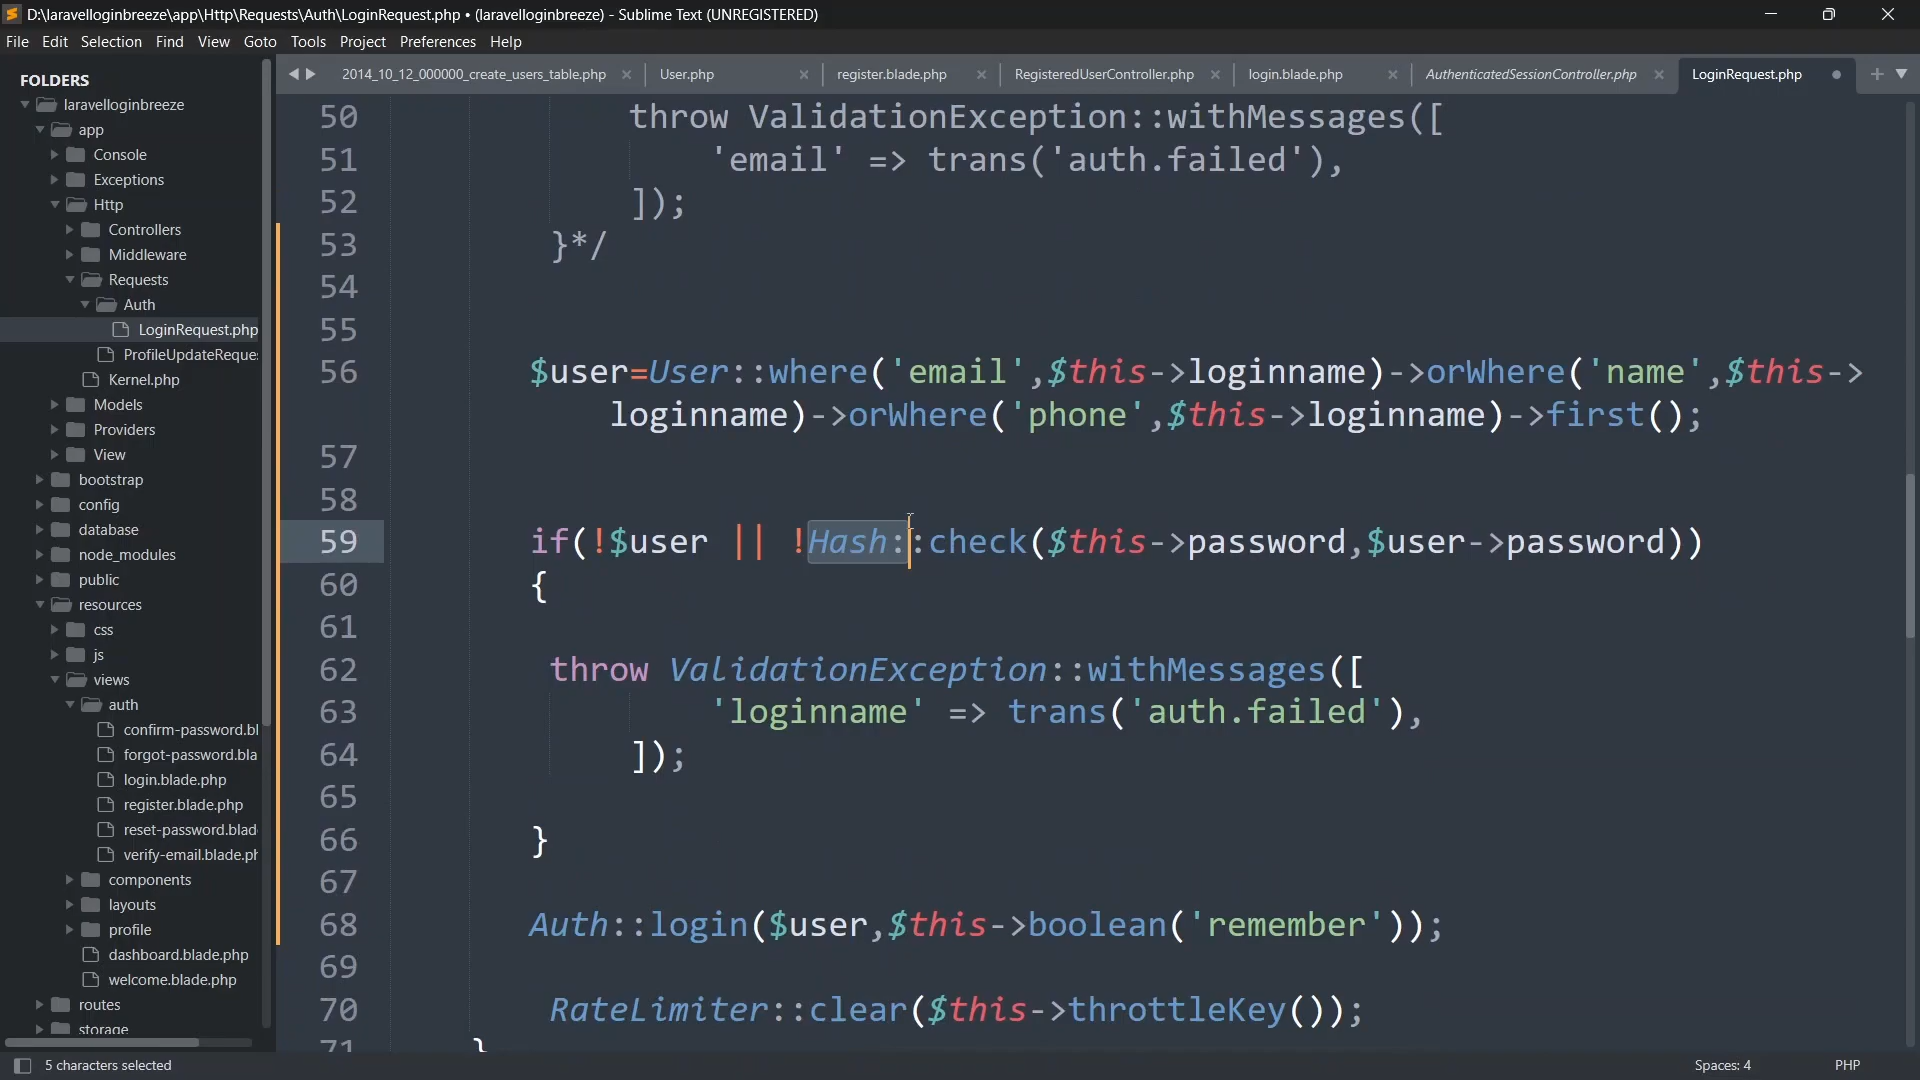 D:\laravelloginbreeze\app\Http\Requests\Auth\LoginRequest.php • (laravelloginbreeze) - Sublime Text (UNREGISTERED)
File Edit Selection Find View Goto Tools Project Preferences Help
2014_10_12_000000_create_users_table.php User.php register.blade.php RegisteredUserController.php login.blade.php AuthenticatedSessionController.php LoginRequest.php
FOLDERS
laravelloginbreeze
app
Console
Exceptions
Http
Controllers
Middleware
Requests
Auth
LoginRequest.php
ProfileUpdateReques
Kernel.php
Models
Providers
View
bootstrap
config
database
node_modules
public
resources
css
js
views
auth
confirm-password.bl
forgot-password.bla
login.blade.php
register.blade.php
reset-password.blad
verify-email.blade.ph
components
layouts
profile
dashboard.blade.php
welcome.blade.php
routes
storage
50 throw ValidationException::withMessages([
51 'email' => trans('auth.failed'),
52 ]);
53 }*/
54
55
56 $user=User::where('email',$this->loginname)->orWhere('name',$this->
loginname)->orWhere('phone',$this->loginname)->first();
57
58
59 if(!$user || !Hash::check($this->password,$user->password))
60 {
61
62 throw ValidationException::withMessages([
63 'loginname' => trans('auth.failed'),
64 ]);
65
66 }
67
68 Auth::login($user,$this->boolean('remember'));
69
70 RateLimiter::clear($this->throttleKey());
71 }
5 characters selected Spaces: 4 PHP